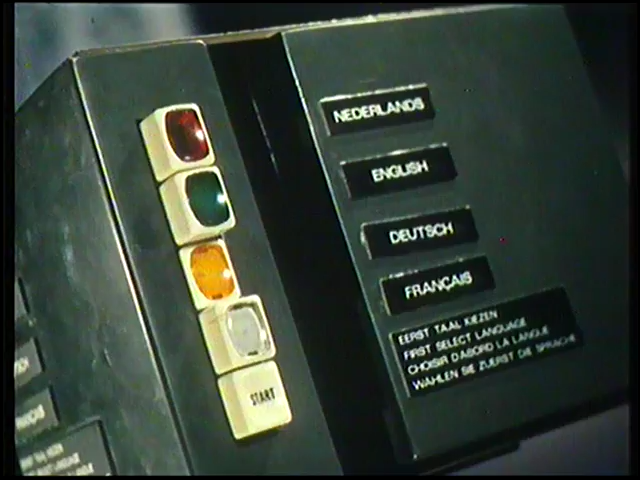 NEDERLANDS
ENGLISH
DEUTSCH
FRANÇAIS
EERST TAAL KIEZEN
FIRST SELECT LANGUAGE
CHOISIR D'ABORD LA LANGUE
WÄHLEN SIE ZUERST DIE SPRACHE
START